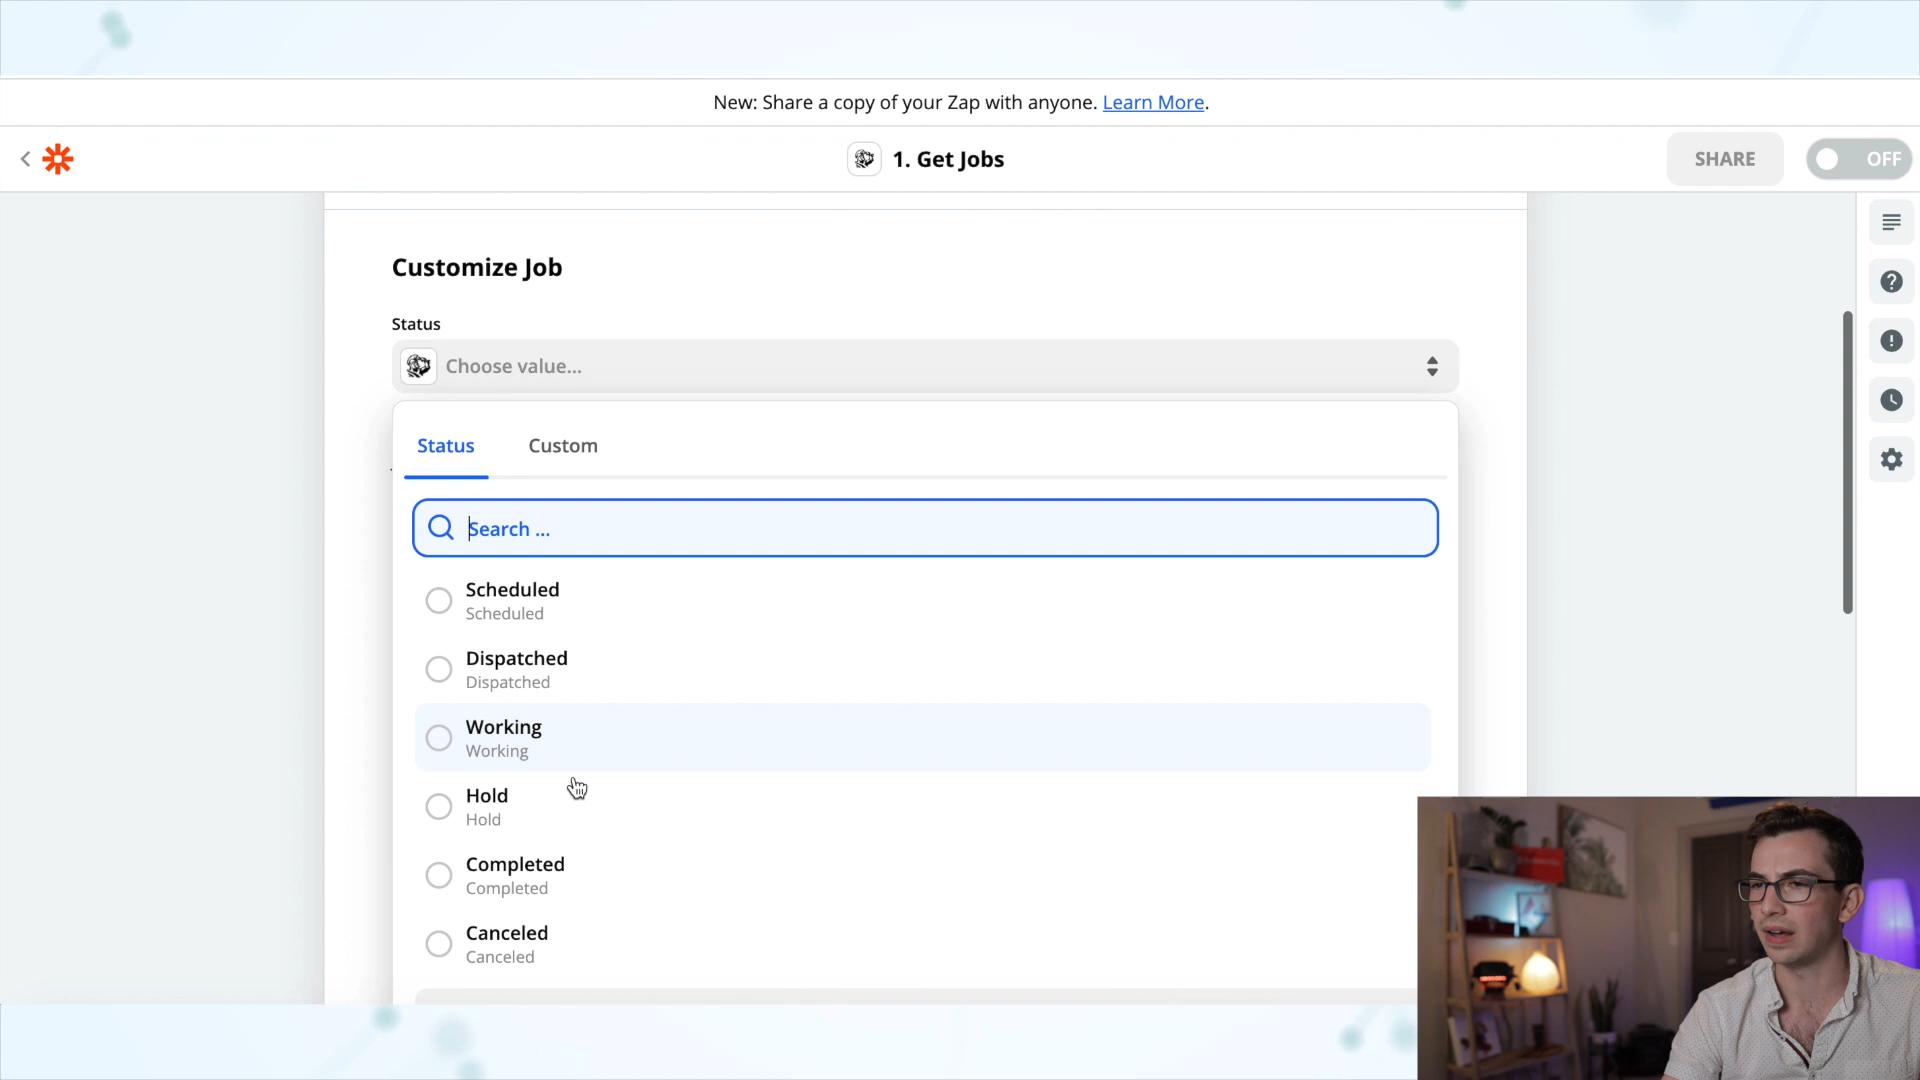 New: Share a copy of your Zap with anyone. Learn More.
1. Get Jobs
SHARE
OFF
Customize Job
Status
Choose value...
Status
Custom
Search ...
Scheduled
Scheduled
Dispatched
Dispatched
Working
Working
Hold
Hold
Completed
Completed
Canceled
Canceled